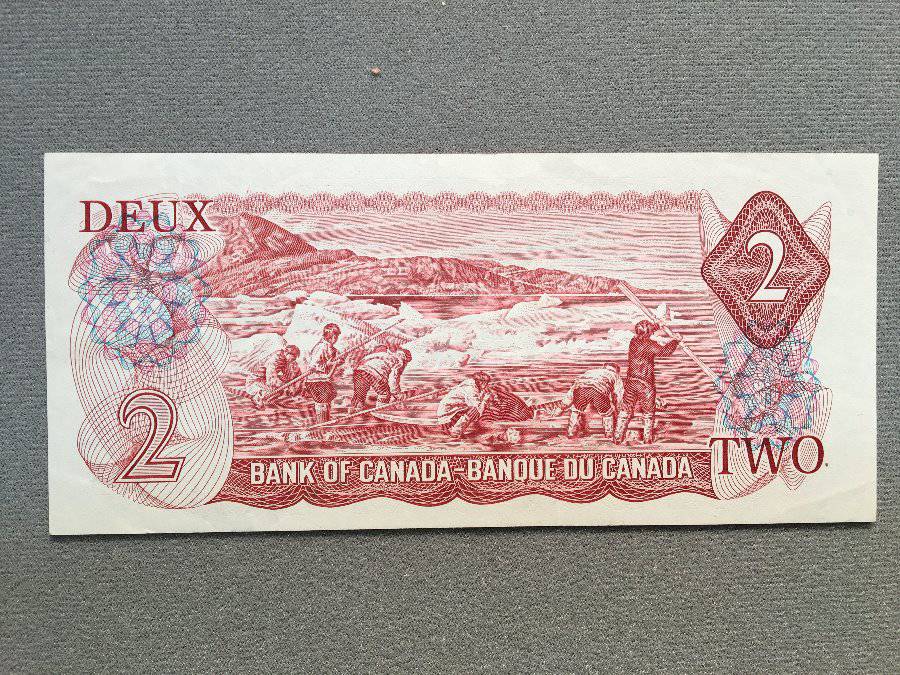 DEUX
2
2
BANK OF CANADA - BANQUE DU CANADA
TWO.